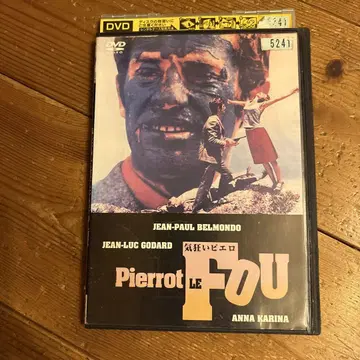 DVD
5241
DVD
5241
JEAN-PAUL BELMONDO
JEAN-LUC GODARD
気狂いピエロ
Pierrot LE FOU
ANNA KARINA